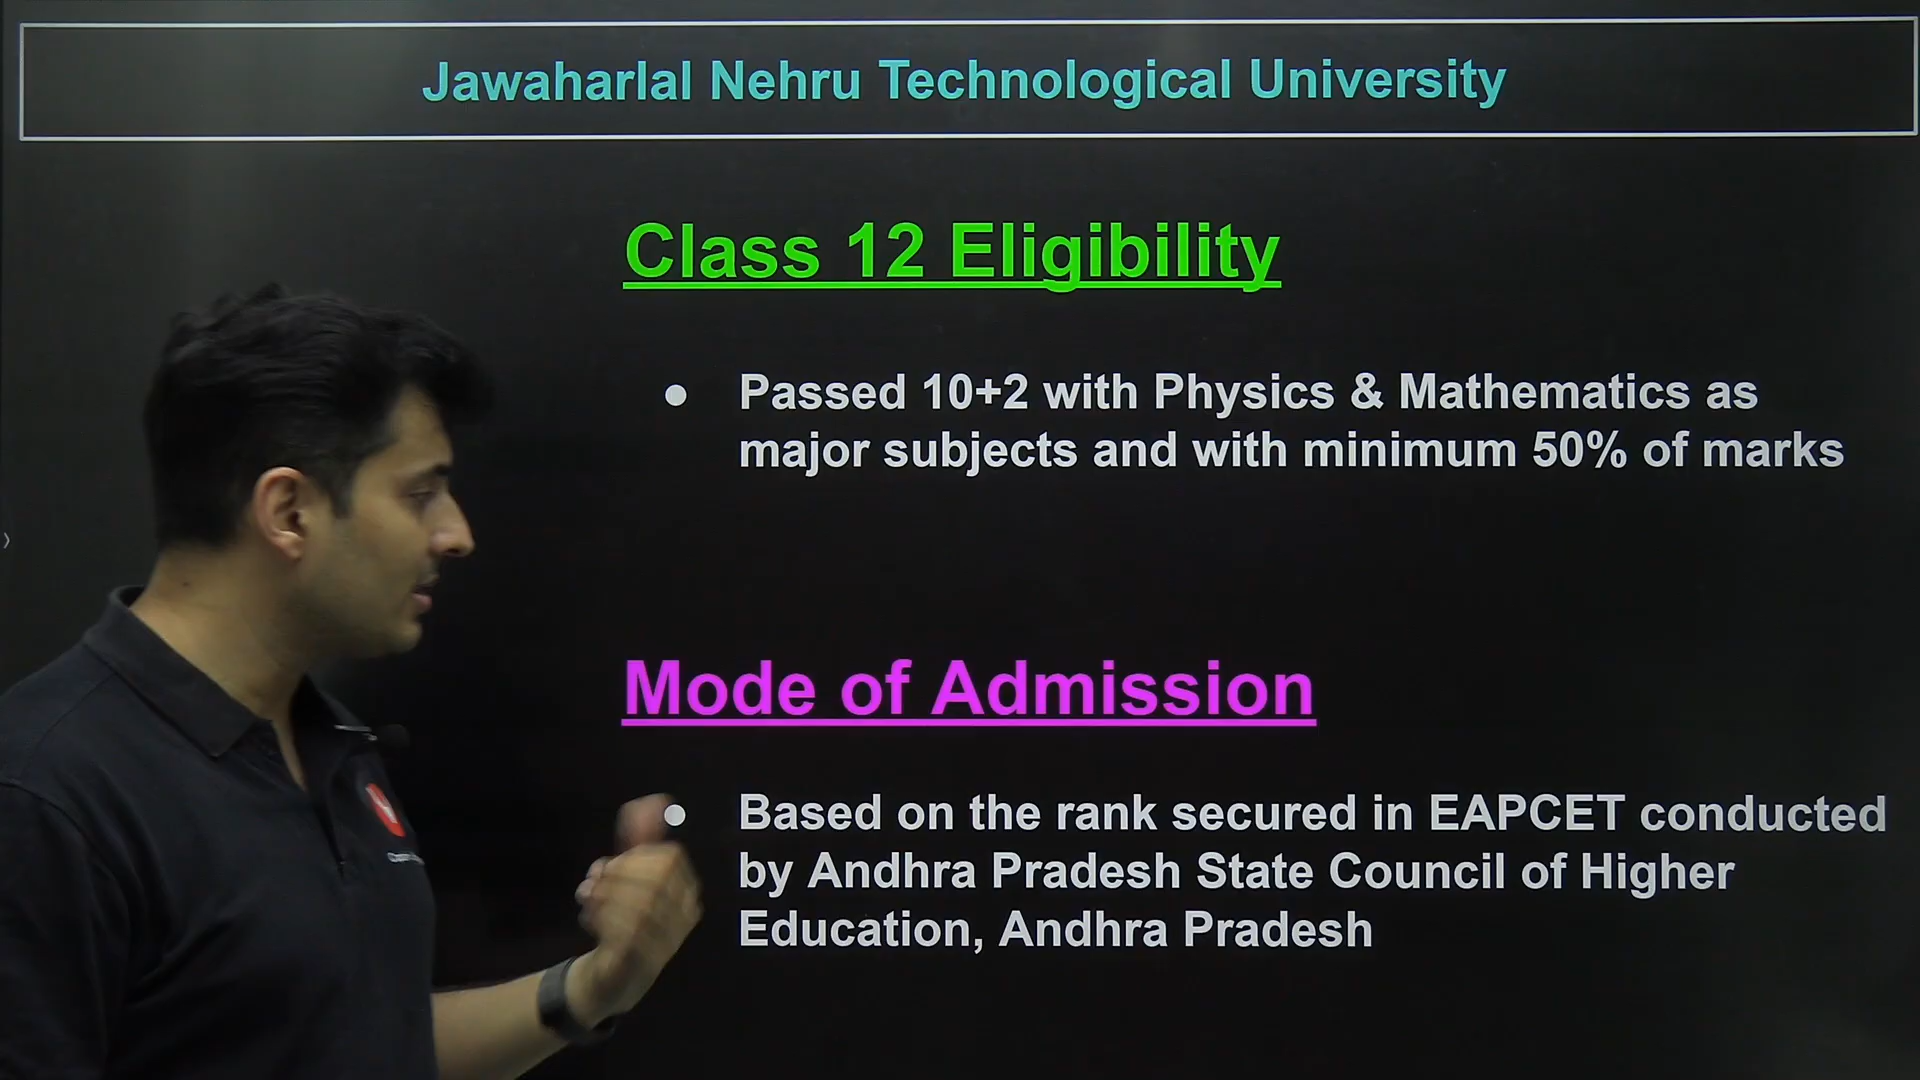 Jawaharlal Nehru Technological University
Class 12 Eligibility
● Passed 10+2 with Physics & Mathematics as
major subjects and with minimum 50% of marks
Mode of Admission
● Based on the rank secured in EAPCET conducted
by Andhra Pradesh State Council of Higher
Education, Andhra Pradesh